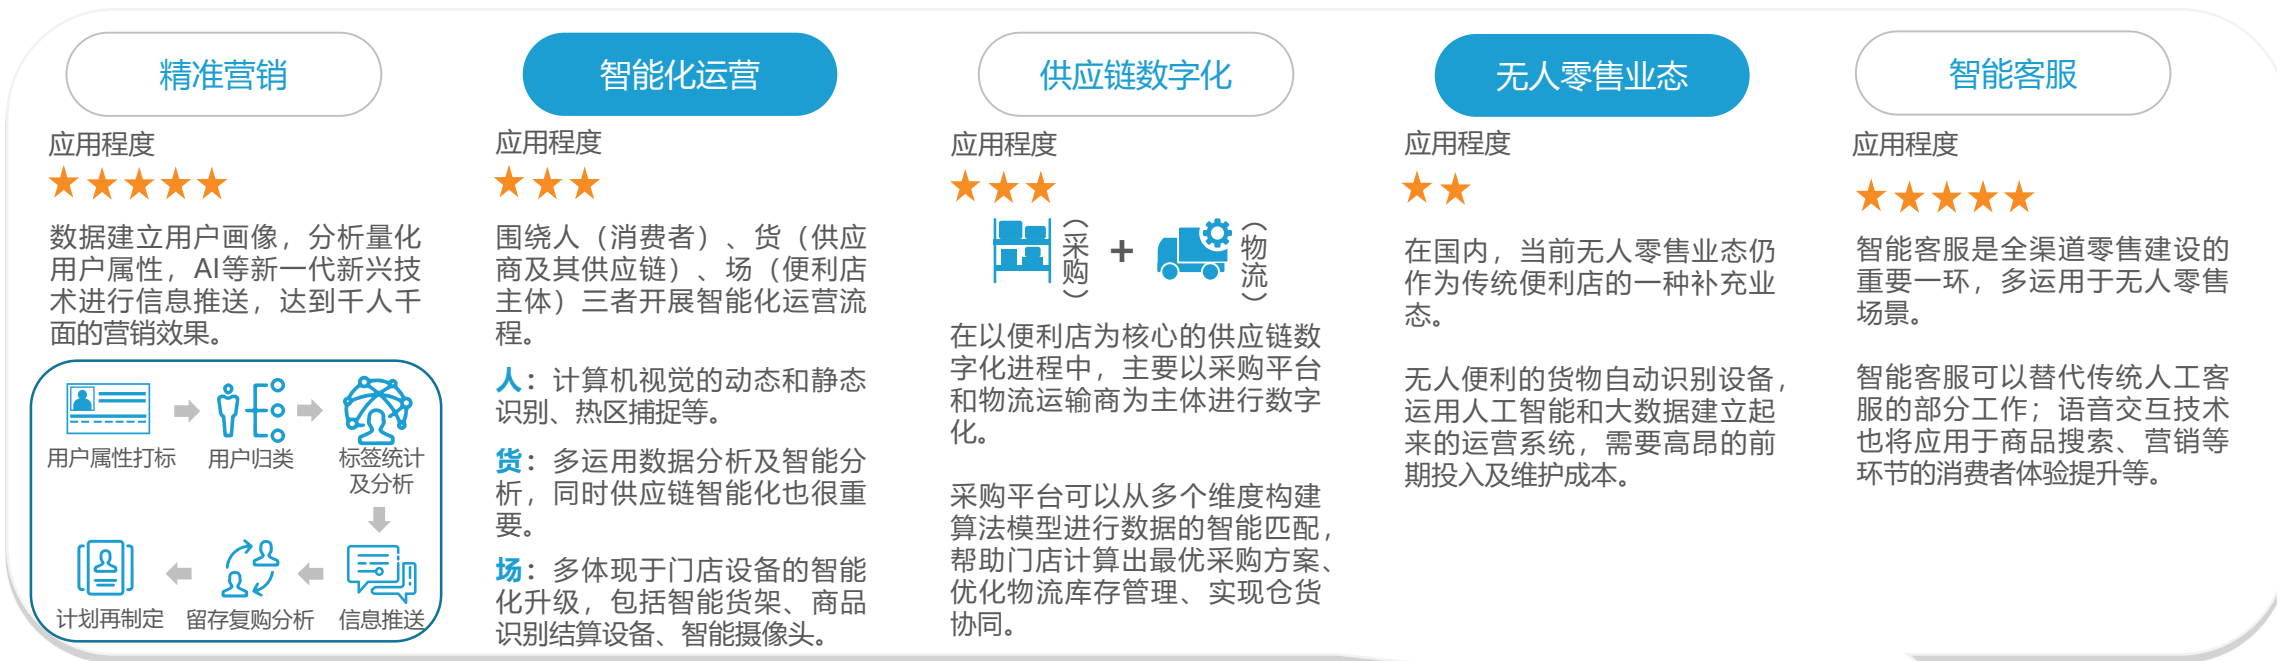 精准营销
应用程度
数据建立用户画像，分析量化
用户属性，AI等新一代新兴技
术进行信息推送，达到千人千
面的营销效果。
用户属性打标
用户归类
标签统计
及分析
计划再制定
留存复购分析
信息推送
智能化运营
应用程度
围绕人（消费者）、货（供应
商及其供应链）、场（便利店
主体）三者开展智能化运营流
程。
人：计算机视觉的动态和静态
识别、热区捕捉等。
货：多运用数据分析及智能分
析，同时供应链智能化也很重
要。
场：多体现于门店设备的智能
化升级，包括智能货架、商品
识别结算设备、智能摄像头。
供应链数字化
应用程度
（采购）
+
（物流）
在以便利店为核心的供应链数
字化进程中，主要以采购平台
和物流运输商为主体进行数字
化。
采购平台可以从多个维度构建
算法模型进行数据的智能匹配，
帮助门店计算出最优采购方案、
优化物流库存管理、实现仓货
协同。
无人零售业态
应用程度
在国内，当前无人零售业态仍
作为传统便利店的一种补充业
态。
无人便利的货物自动识别设备，
运用人工智能和大数据建立起
来的运营系统，需要高昂的前
期投入及维护成本。
智能客服
应用程度
智能客服是全渠道零售建设的
重要一环，多运用于无人零售
场景。
智能客服可以替代传统人工客
服的部分工作；语音交互技术
也将应用于商品搜索、营销等
环节的消费者体验提升等。